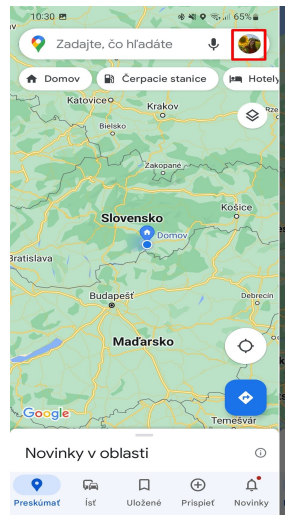 10:30 65%
Zadajte, čo hľadáte
Domov Čerpacie stanice Hotely
Katovice Krakov
Bielsko
Zakopané
Slovensko
Košice
Domov
Bratislava
Budapešť
Debrecín
Maďarsko
Google
Temešvár
Novinky v oblasti
Preskúmať Ísť Uložené Prispieť Novinky